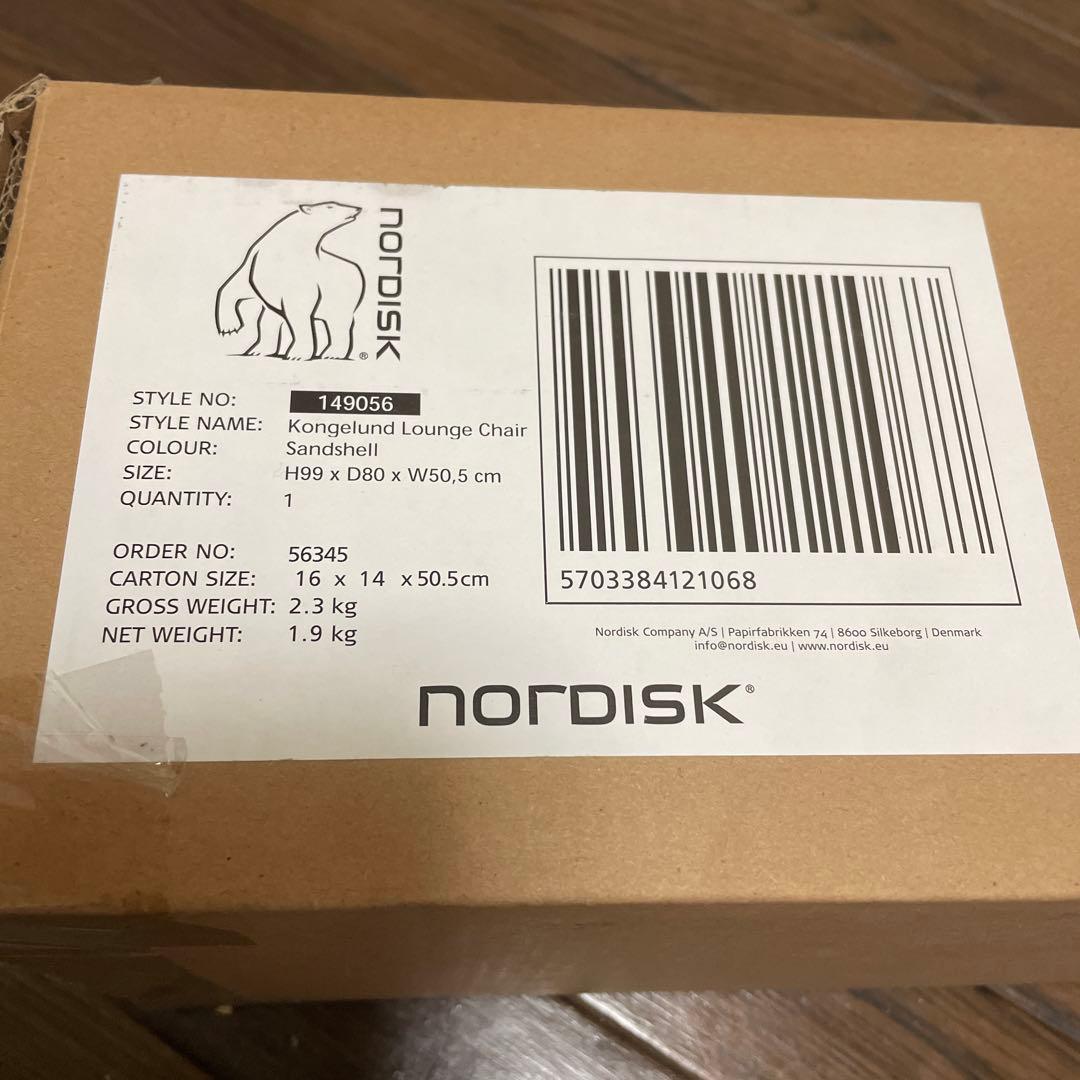 NORDISK®
STYLE NO: 149056
STYLE NAME: Kongelund Lounge Chair
COLOUR: Sandshell
SIZE: H99 x D80 x W50,5 cm
QUANTITY: 1
ORDER NO: 56345
CARTON SIZE: 16 x 14 x 50.5cm
GROSS WEIGHT: 2.3 kg
NET WEIGHT: 1.9 kg
5703384121068
Nordisk Company A/S | Papirfabrikken 74 | 8600 Silkeborg | Denmark
info@nordisk.eu | www.nordisk.eu
NORDISK®